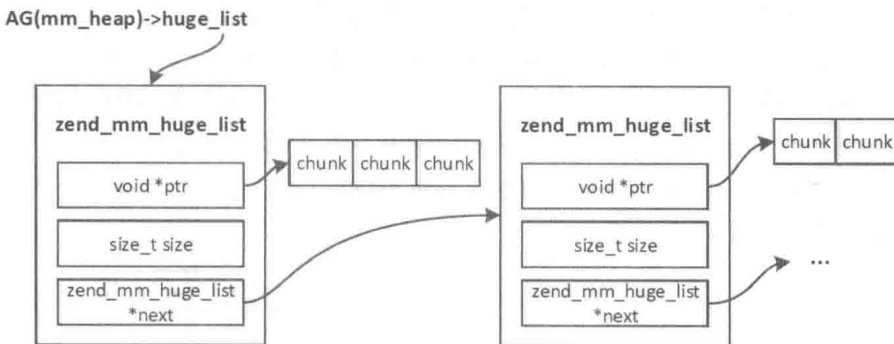 AG(mm_heap)->huge_list
zend_mm_huge_list
void *ptr
size_t size
zend_mm_huge_list
*next
chunk chunk chunk
zend_mm_huge_list
void *ptr
size_t size
zend_mm_huge_list
*next
chunk chunk
...